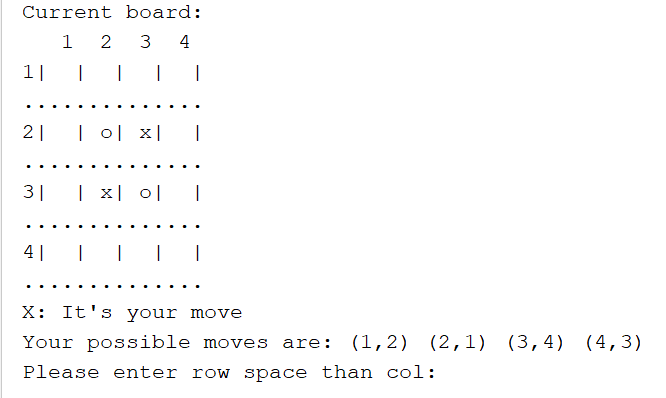 Current board:
   1  2  3  4
1|  |  |  |  |
..............
2|  | o| x|  |
..............
3|  | x| o|  |
..............
4|  |  |  |  |
..............
X: It's your move
Your possible moves are: (1,2) (2,1) (3,4) (4,3)
Please enter row space than col: